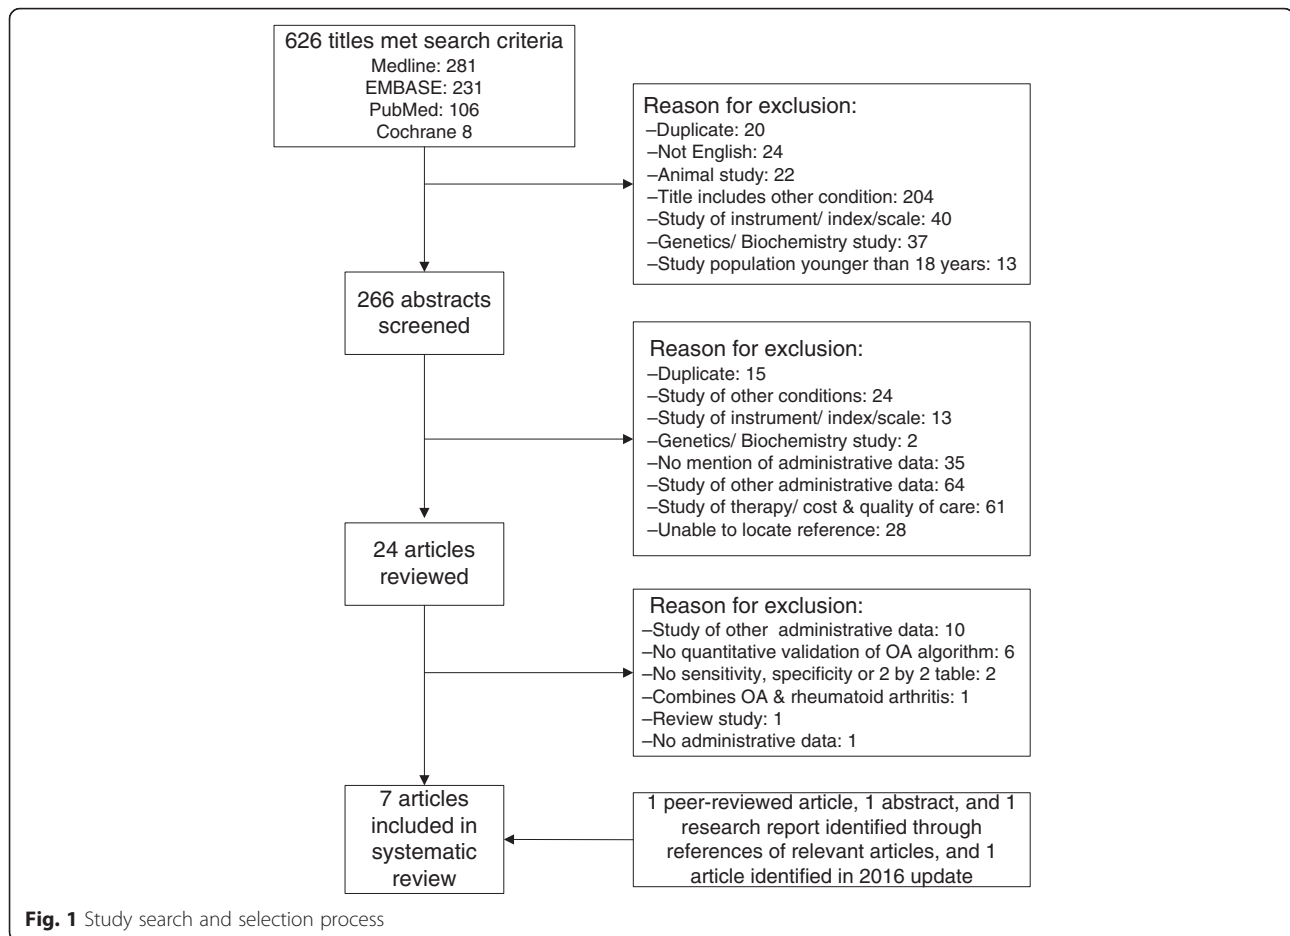 626 titles met search criteria
Medline: 281
EMBASE: 231
PubMed: 106
Cochrane 8
Reason for exclusion:
–Duplicate: 20
–Not English: 24
–Animal study: 22
–Title includes other condition: 204
–Study of instrument/ index/scale: 40
–Genetics/ Biochemistry study: 37
–Study population younger than 18 years: 13
266 abstracts
screened
Reason for exclusion:
–Duplicate: 15
–Study of other conditions: 24
–Study of instrument/ index/scale: 13
–Genetics/ Biochemistry study: 2
–No mention of administrative data: 35
–Study of other administrative data: 64
–Study of therapy/ cost & quality of care: 61
–Unable to locate reference: 28
24 articles
reviewed
Reason for exclusion:
–Study of other administrative data: 10
–No quantitative validation of OA algorithm: 6
–No sensitivity, specificity or 2 by 2 table: 2
–Combines OA & rheumatoid arthritis: 1
–Review study: 1
–No administrative data: 1
7 articles
included in
systematic
review
1 peer-reviewed article, 1 abstract, and 1
research report identified through
references of relevant articles, and 1
article identified in 2016 update
Fig. 1 Study search and selection process